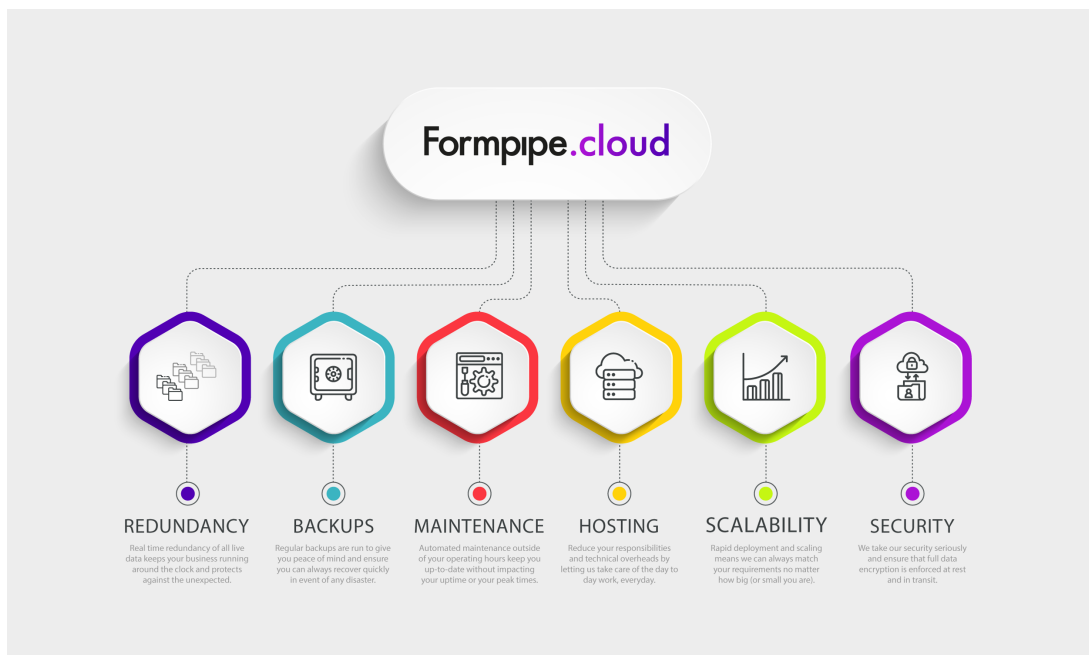 Formpipe.cloud
REDUNDANCY
Real time redundancy of all live
data keeps your business running
around the clock and protects
against the unexpected.
BACKUPS
Regular backups are run to give
you peace of mind and ensure
you can always recover quickly
in event of any disaster.
MAINTENANCE
Automated maintenance outside
of your operating hours keep you
up-to-date without impacting
your uptime or your peak times.
HOSTING
Reduce your responsibilities
and technical overheads by
letting us take care of the day to
day work, everyday.
SCALABILITY
Rapid deployment and scaling
means we can always match
your requirements no matter
how big (or small you are).
SECURITY
We take our security seriously
and ensure that full data
encryption is enforced at rest
and in transit.